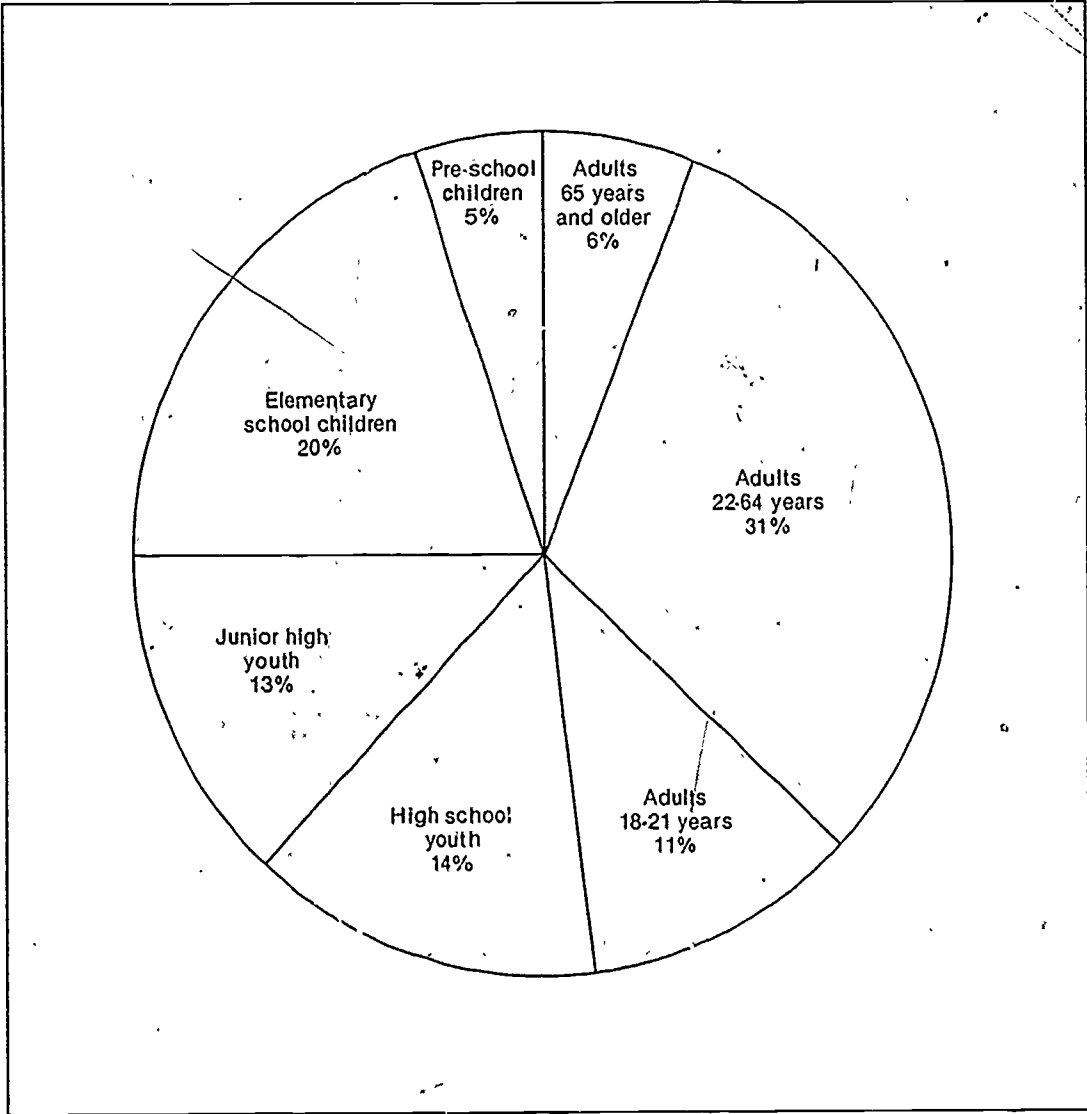 Pre-school
children
5%
Adults
65 years
and older
6%
Elementary
school children
20%
Adults
22-64 years
31%
Junior high
youth
13%
High school
youth
14%
Adults
18-21 years
11%